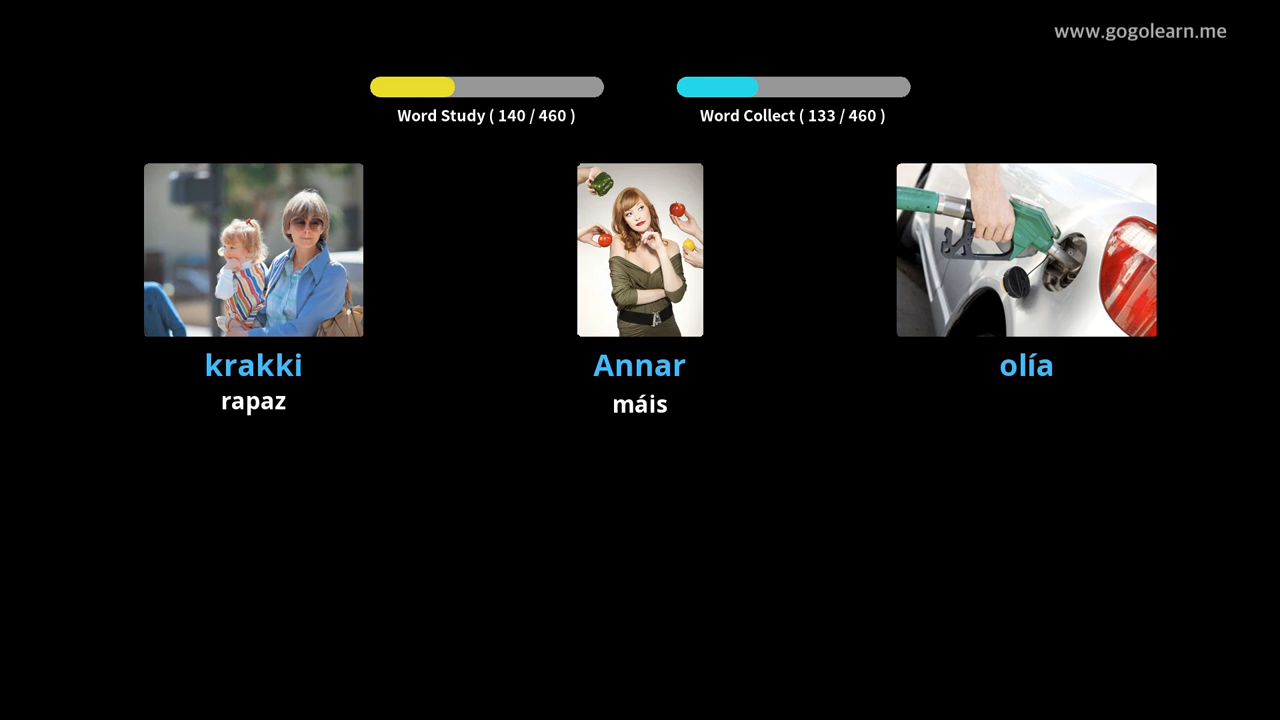 www.gogolearn.me
Word Study ( 140 / 460 )
Word Collect ( 133 / 460 )
krakki
rapaz
Annar
máis
olía